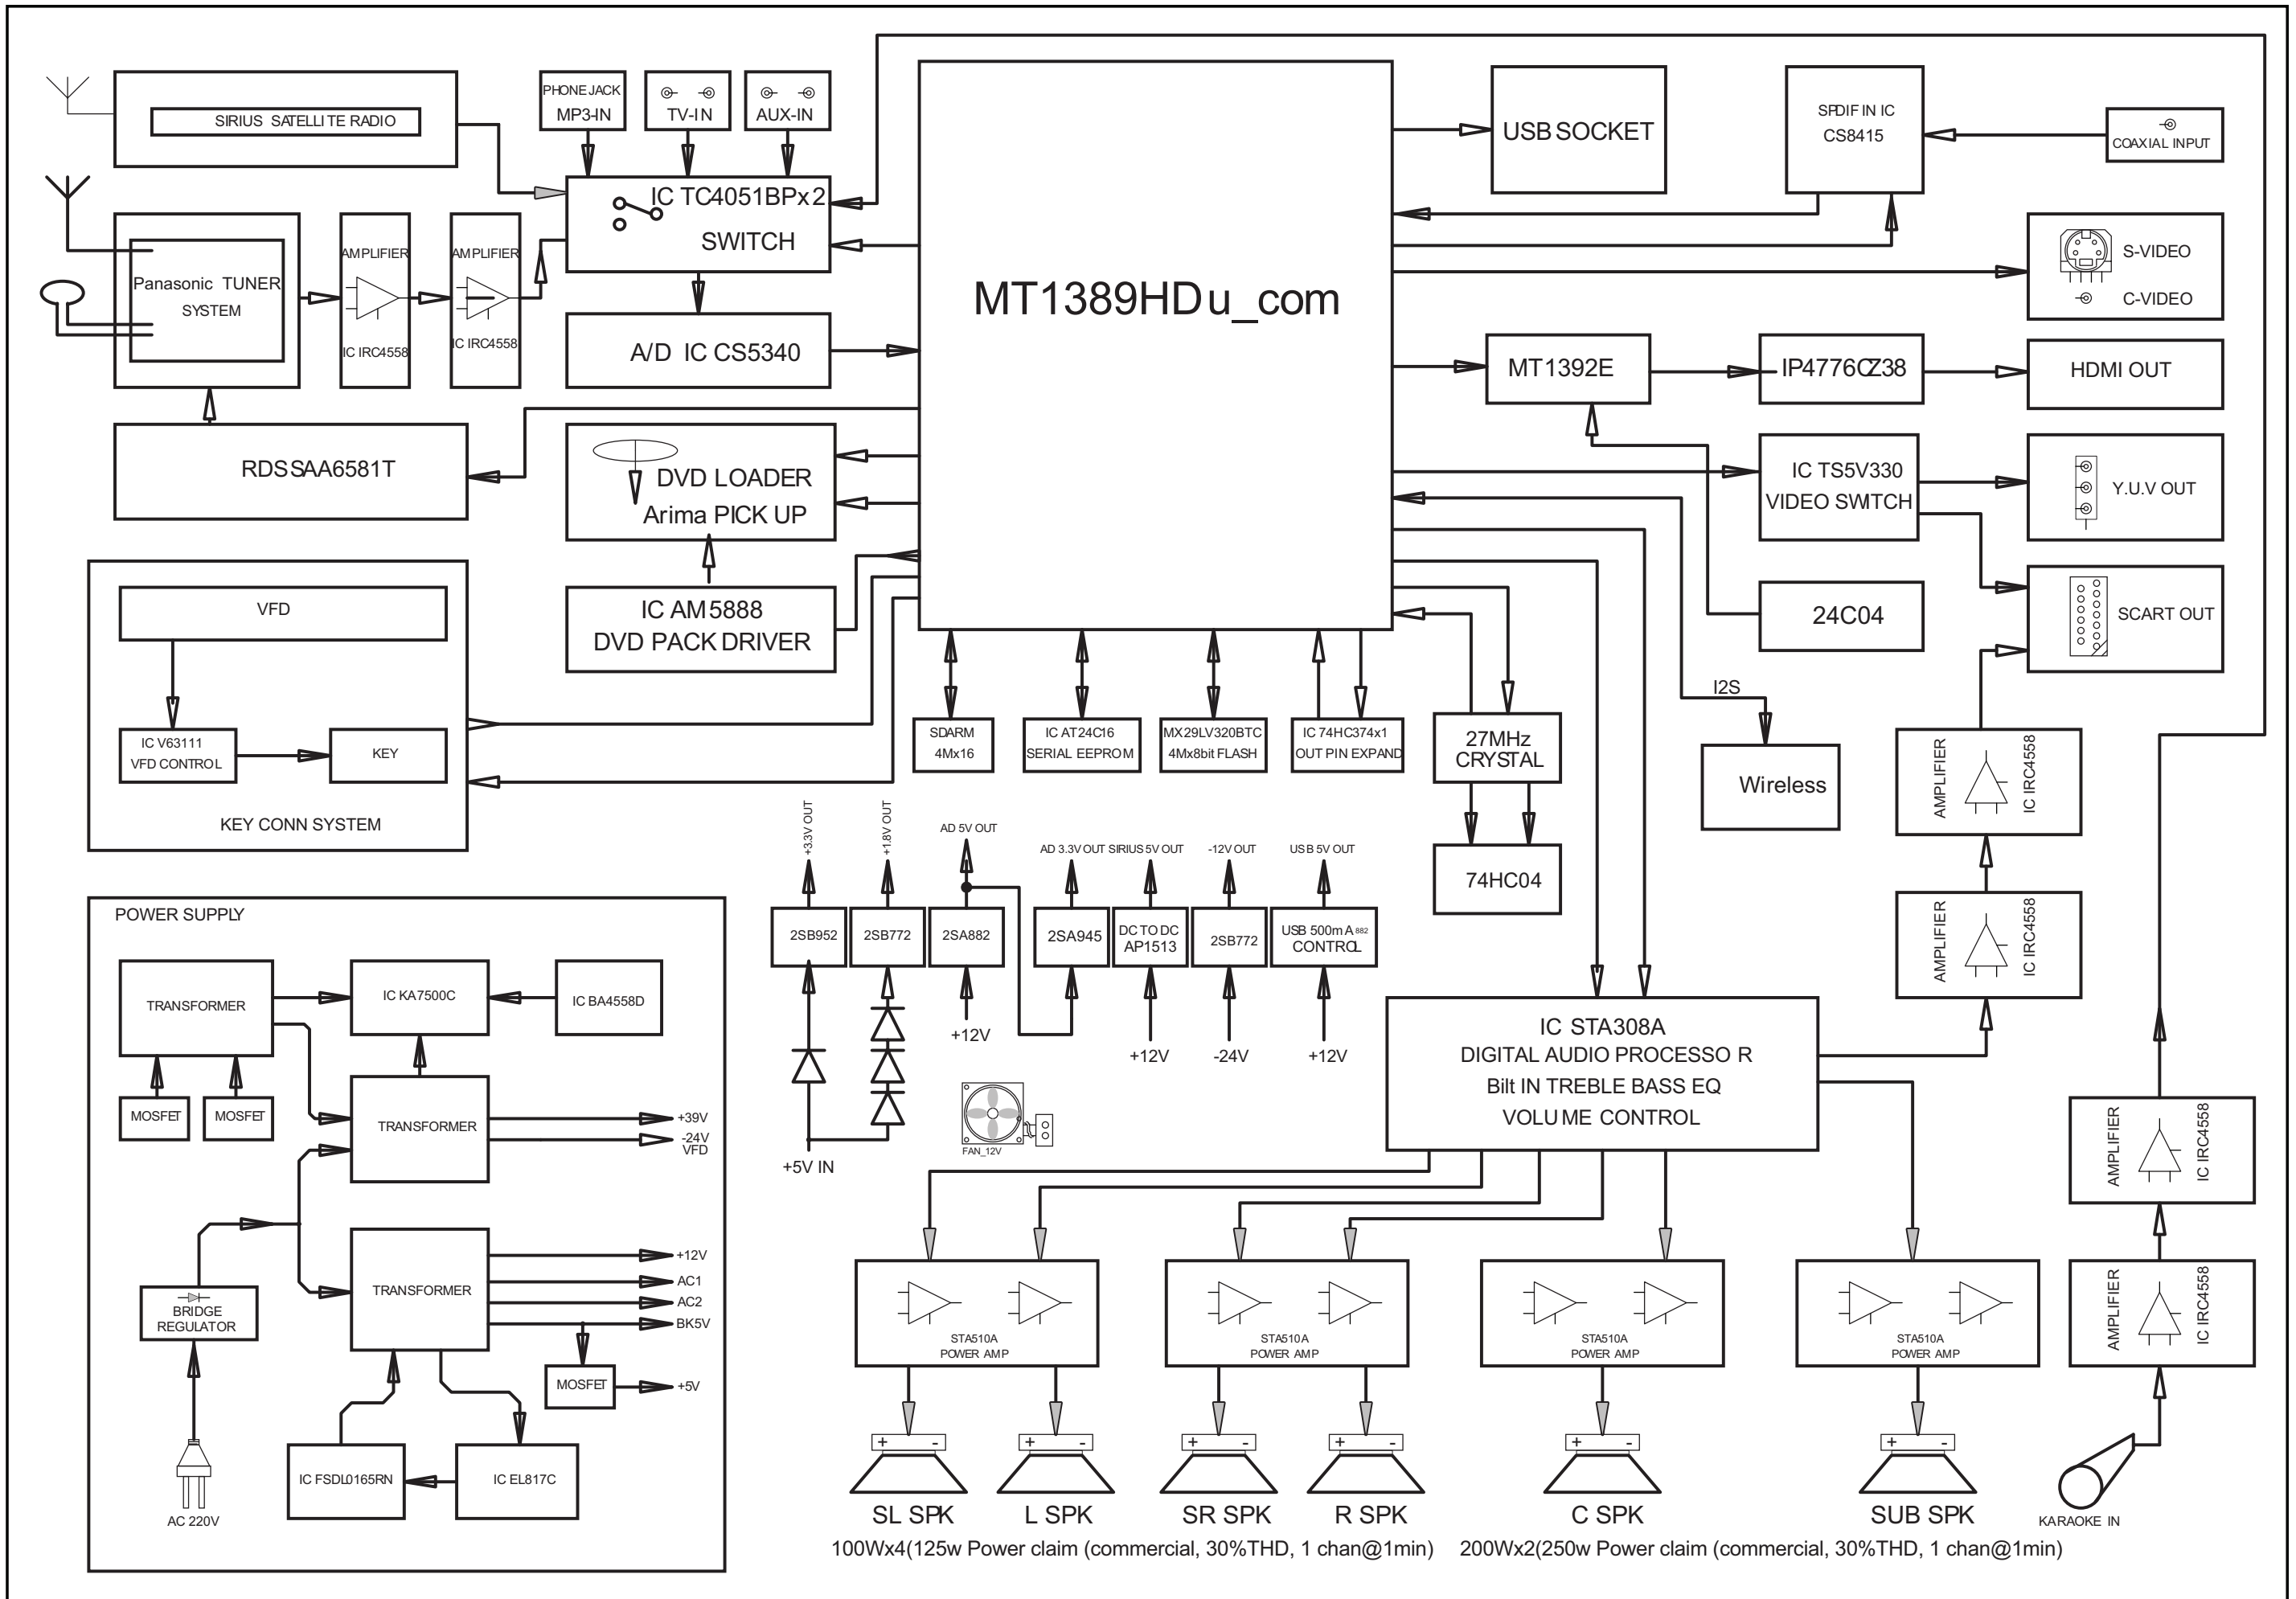 SIRIUS SATELLITE RADIO
PHONE JACK
MP3-IN
TV-IN
AUX-IN
IC TC4051BPx2
SWITCH
Panasonic TUNER
SYSTEM
AMPLIFIER
IC IRC4558
AMPLIFIER
IC IRC4558
A/D IC CS5340
RDSSAA6581T
DVD LOADER
Arima PICK UP
IC AM5888
DVD PACK DRIVER
MT1389HDu_com
USB SOCKET
SPDIF IN IC
CS8415
COAXIAL INPUT
S-VIDEO
C-VIDEO
MT1392E
IP4776CZ38
HDMI OUT
IC TS5V330
VIDEO SWITCH
Y.U.V OUT
24C04
SCART OUT
I2S
Wireless
VFD
IC V63111
VFD CONTROL
KEY
KEY CONN SYSTEM
SDARM
4Mx16
IC AT24C16
SERIAL EEPROM
MX29LV320BTC
4Mx8bit FLASH
IC 74HC374x1
OUT PIN EXPAND
27MHz
CRYSTAL
74HC04
+3.3V OUT
+1.8V OUT
AD 5V OUT
AD 3.3V OUT
SIRIUS 5V OUT
-12V OUT
USB 5V OUT
2SB952
2SB772
2SA882
2SA945
DC TO DC
AP1513
2SB772
USB 500mA 882
CONTROL
+12V
+12V
-24V
+12V
+5V IN
FAN_12V
POWER SUPPLY
TRANSFORMER
IC KA7500C
IC BA4558D
MOSFET
MOSFET
TRANSFORMER
+39V
-24V
VFD
TRANSFORMER
+12V
AC1
AC2
BK5V
MOSFET
+5V
BRIDGE
REGULATOR
IC FSDL0165RN
IC EL817C
AC 220V
IC STA308A
DIGITAL AUDIO PROCESSO R
Bilt IN TREBLE BASS EQ
VOLUME CONTROL
AMPLIFIER
IC IRC4558
AMPLIFIER
IC IRC4558
AMPLIFIER
IC IRC4558
AMPLIFIER
IC IRC4558
STA510A
POWER AMP
STA510A
POWER AMP
STA510A
POWER AMP
STA510A
POWER AMP
+ -
+ -
+ -
+ -
+ -
+ -
SL SPK
L SPK
SR SPK
R SPK
C SPK
SUB SPK
KARAOKE IN
100Wx4(125w Power claim (commercial, 30%THD, 1 chan@1min)
200Wx2(250w Power claim (commercial, 30%THD, 1 chan@1min)